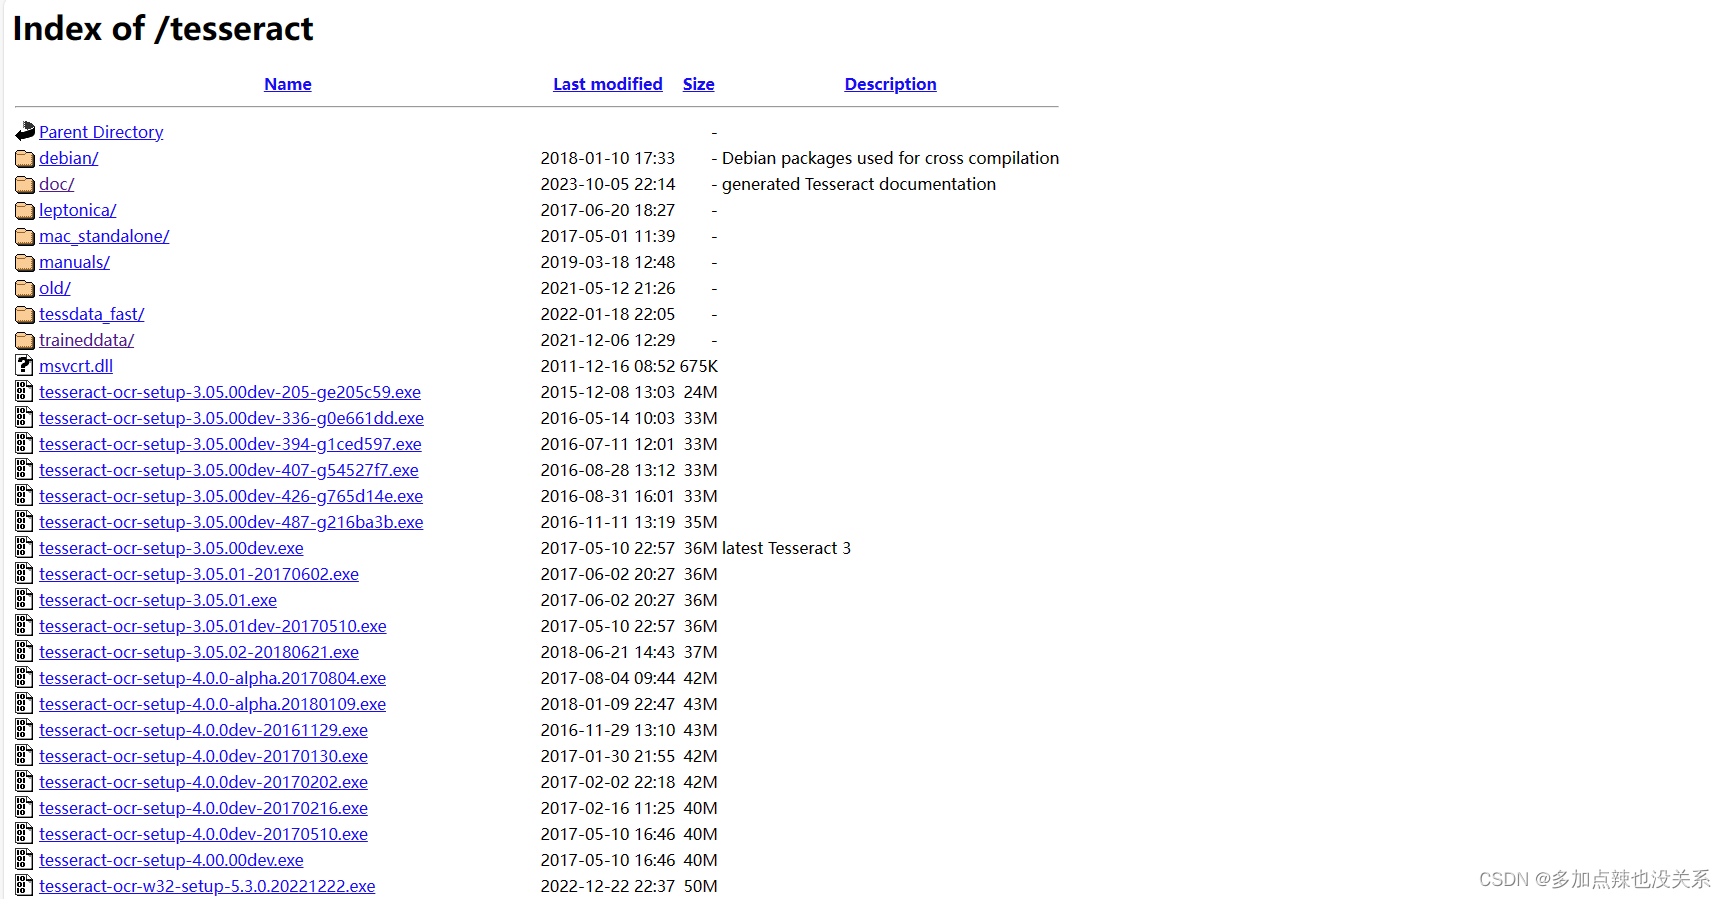 Index of /tesseract
Name Last modified Size Description
Parent Directory -
debian/ 2018-01-10 17:33 - Debian packages used for cross compilation
doc/ 2023-10-05 22:14 - generated Tesseract documentation
leptonica/ 2017-06-20 18:27 -
mac_standalone/ 2017-05-01 11:39 -
manuals/ 2019-03-18 12:48 -
old/ 2021-05-12 21:26 -
tessdata_fast/ 2022-01-18 22:05 -
traineddata/ 2021-12-06 12:29 -
msvcrt.dll 2011-12-16 08:52 675K
tesseract-ocr-setup-3.05.00dev-205-ge205c59.exe 2015-12-08 13:03 24M
tesseract-ocr-setup-3.05.00dev-336-g0e661dd.exe 2016-05-14 10:03 33M
tesseract-ocr-setup-3.05.00dev-394-g1ced597.exe 2016-07-11 12:01 33M
tesseract-ocr-setup-3.05.00dev-407-g54527f7.exe 2016-08-28 13:12 33M
tesseract-ocr-setup-3.05.00dev-426-g765d14e.exe 2016-08-31 16:01 33M
tesseract-ocr-setup-3.05.00dev-487-g216ba3b.exe 2016-11-11 13:19 35M
tesseract-ocr-setup-3.05.00dev.exe 2017-05-10 22:57 36M latest Tesseract 3
tesseract-ocr-setup-3.05.01-20170602.exe 2017-06-02 20:27 36M
tesseract-ocr-setup-3.05.01.exe 2017-06-02 20:27 36M
tesseract-ocr-setup-3.05.01dev-20170510.exe 2017-05-10 22:57 36M
tesseract-ocr-setup-3.05.02-20180621.exe 2018-06-21 14:43 37M
tesseract-ocr-setup-4.0.0-alpha.20170804.exe 2017-08-04 09:44 42M
tesseract-ocr-setup-4.0.0-alpha.20180109.exe 2018-01-09 22:47 43M
tesseract-ocr-setup-4.0.0dev-20161129.exe 2016-11-29 13:10 43M
tesseract-ocr-setup-4.0.0dev-20170130.exe 2017-01-30 21:55 42M
tesseract-ocr-setup-4.0.0dev-20170202.exe 2017-02-02 22:18 42M
tesseract-ocr-setup-4.0.0dev-20170216.exe 2017-02-16 11:25 40M
tesseract-ocr-setup-4.0.0dev-20170510.exe 2017-05-10 16:46 40M
tesseract-ocr-setup-4.00.00dev.exe 2017-05-10 16:46 40M
tesseract-ocr-w32-setup-5.3.0.20221222.exe 2022-12-22 22:37 50M
CSDN @多加点辣也没关系